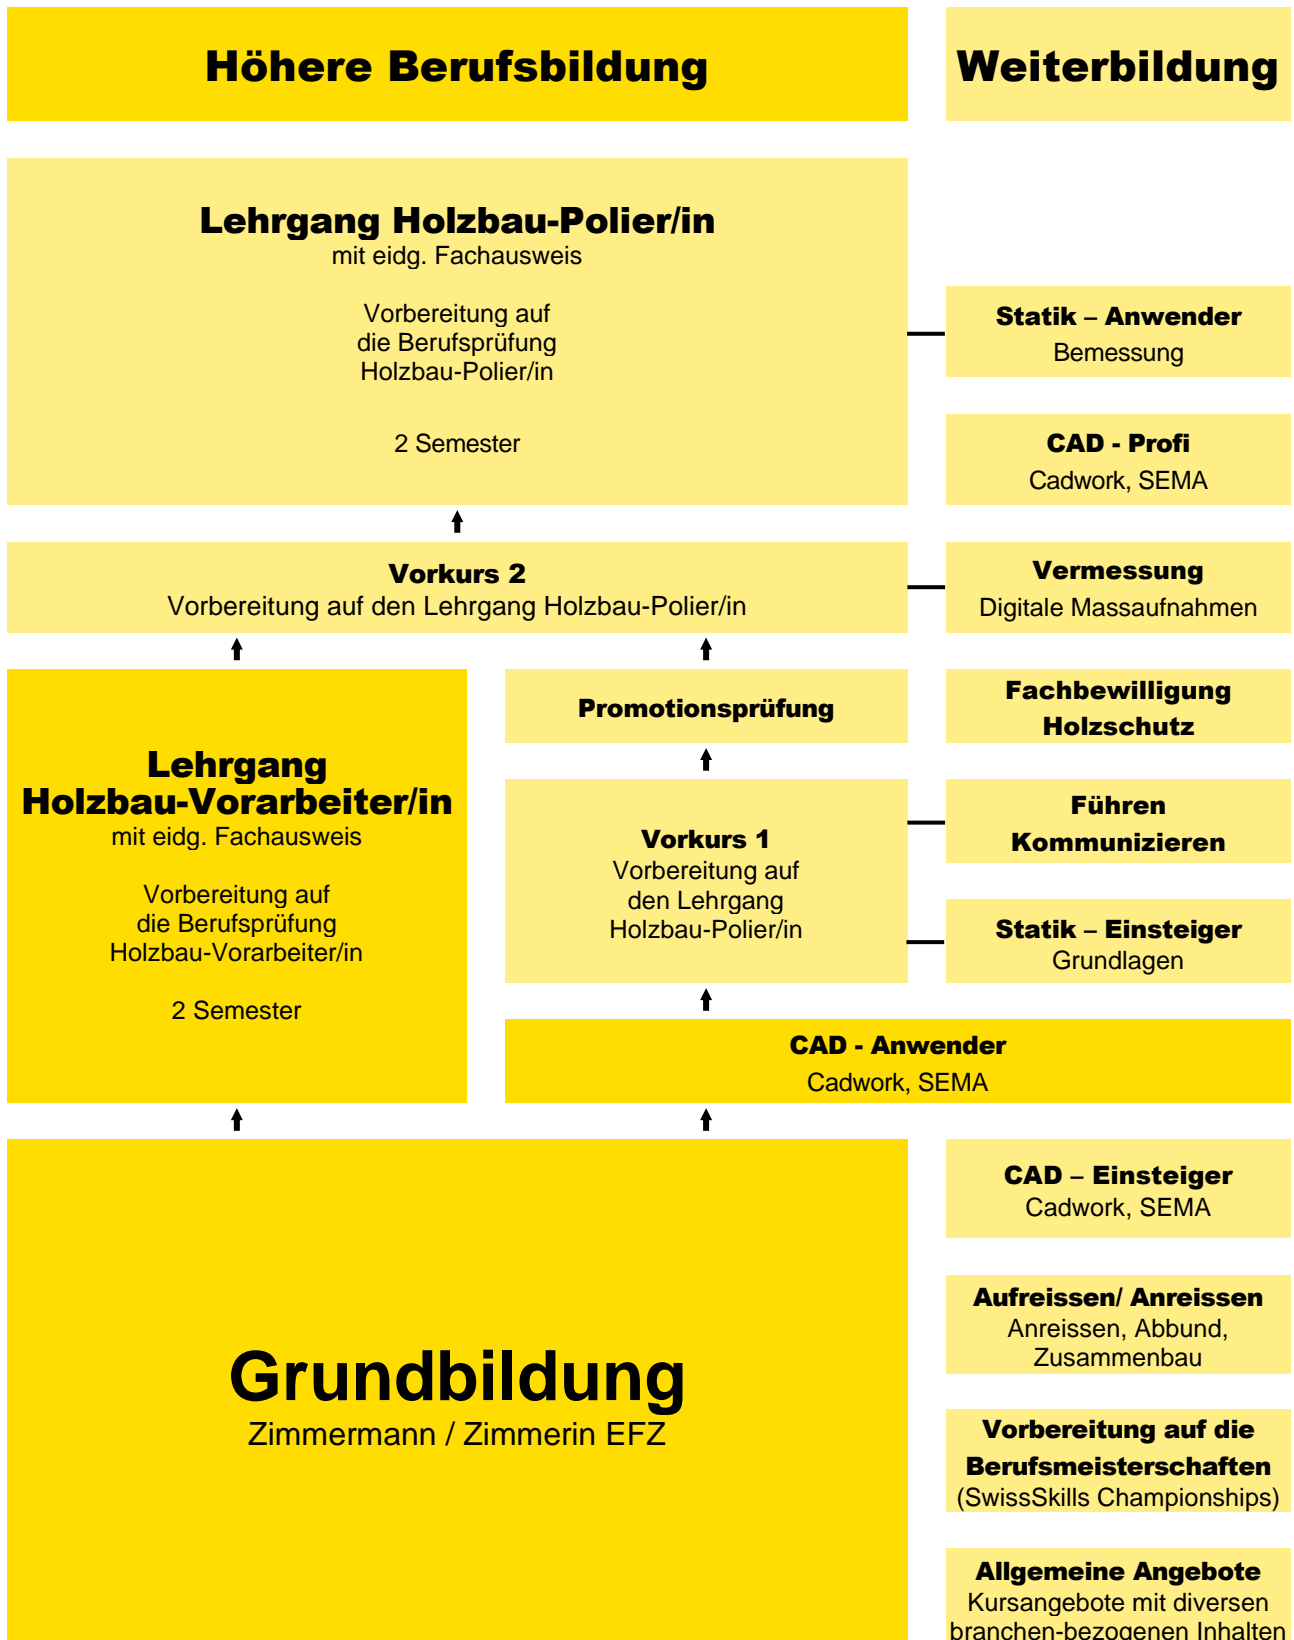 Höhere Berufsbildung
Weiterbildung
Lehrgang Holzbau-Polier/in
mit eidg. Fachausweis
Vorbereitung auf
die Berufsprüfung
Holzbau-Polier/in
2 Semester
Statik – Anwender
Bemessung
CAD - Profi
Cadwork, SEMA
Vorkurs 2
Vorbereitung auf den Lehrgang Holzbau-Polier/in
Vermessung
Digitale Massaufnahmen
Lehrgang
Holzbau-Vorarbeiter/in
mit eidg. Fachausweis
Vorbereitung auf
die Berufsprüfung
Holzbau-Vorarbeiter/in
2 Semester
Promotionsprüfung
Fachbewilligung
Holzschutz
Vorkurs 1
Vorbereitung auf
den Lehrgang
Holzbau-Polier/in
Führen
Kommunizieren
Statik – Einsteiger
Grundlagen
CAD - Anwender
Cadwork, SEMA
Grundbildung
Zimmermann / Zimmerin EFZ
CAD – Einsteiger
Cadwork, SEMA
Aufreissen/ Anreissen
Anreissen, Abbund,
Zusammenbau
Vorbereitung auf die
Berufsmeisterschaften
(SwissSkills Championships)
Allgemeine Angebote
Kursangebote mit diversen
branchen-bezogenen Inhalten